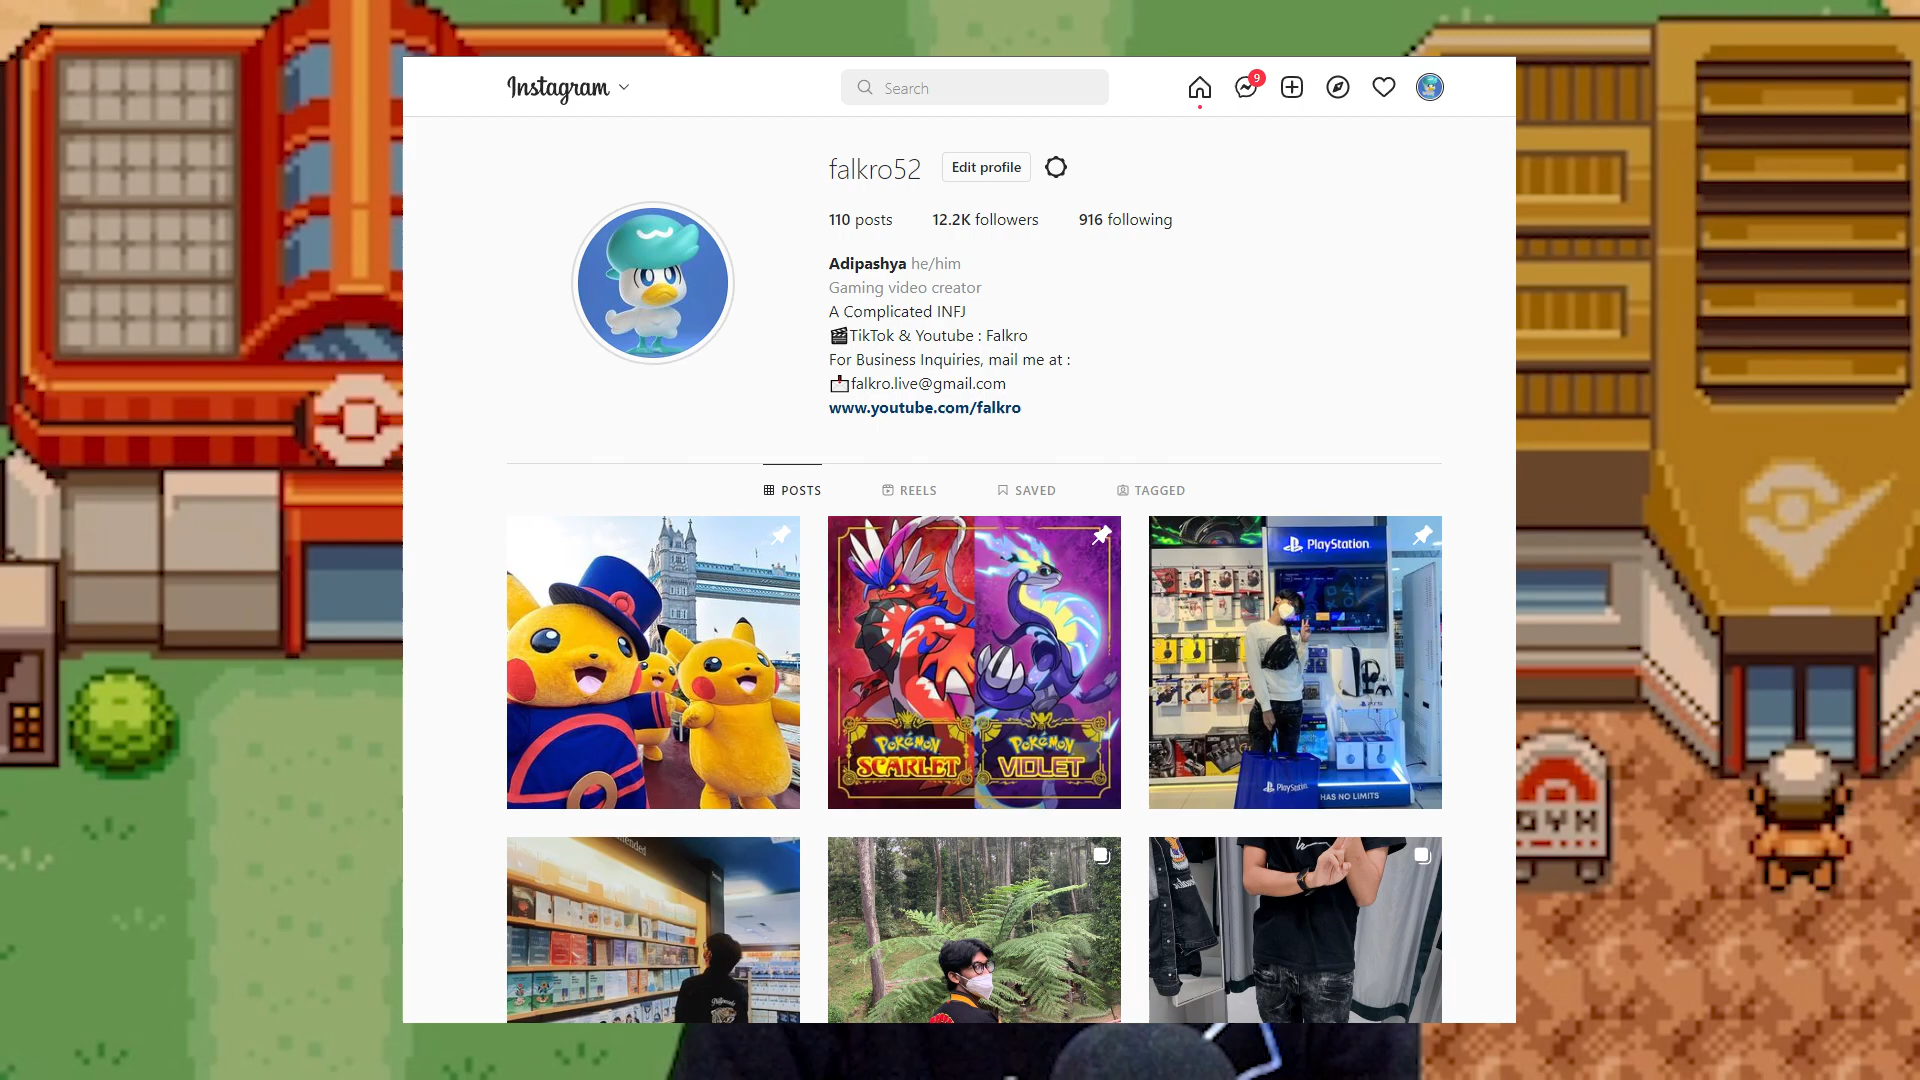 Instagram
Search
9
falkro52
Edit profile
110 posts
12.2K followers
916 following
Adipashya he/him
Gaming video creator
A Complicated INFJ
TikTok & Youtube : Falkro
For Business Inquiries, mail me at :
falkro.live@gmail.com
www.youtube.com/falkro
POSTS
REELS
SAVED
TAGGED
PlayStation
POKéMON
SCARLET
POKéMON
VIOLET
PlayStation
HAS NO LIMITS
GYM